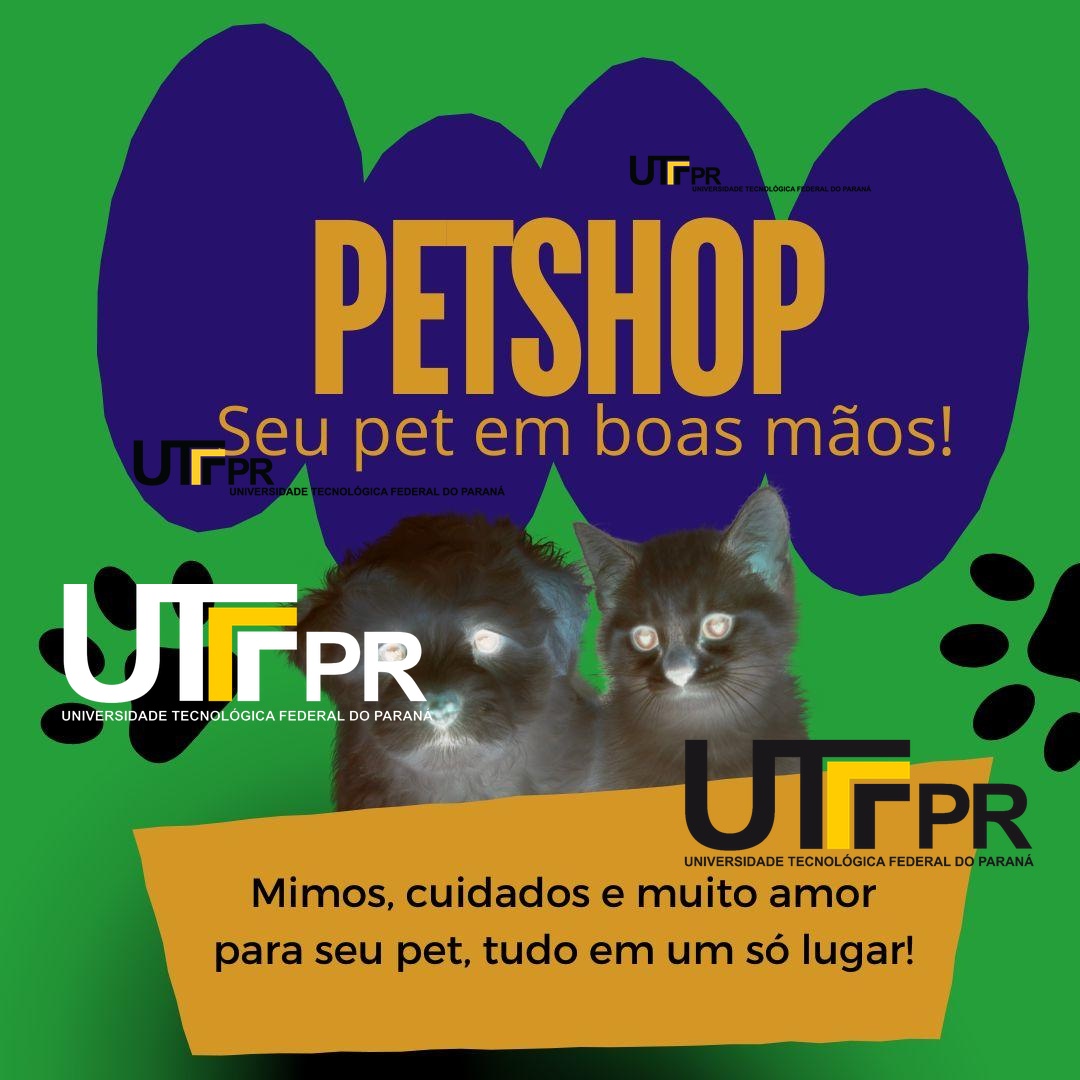 UTFPR
UNIVERSIDADE TECNOLÓGICA FEDERAL DO PARANÁ
PETSHOP
Seu pet em boas mãos!
UTFPR
UNIVERSIDADE TECNOLÓGICA FEDERAL DO PARANÁ
UTFPR
UNIVERSIDADE TECNOLÓGICA FEDERAL DO PARANÁ
UTFPR
UNIVERSIDADE TECNOLÓGICA FEDERAL DO PARANÁ
Mimos, cuidados e muito amor
para seu pet, tudo em um só lugar!